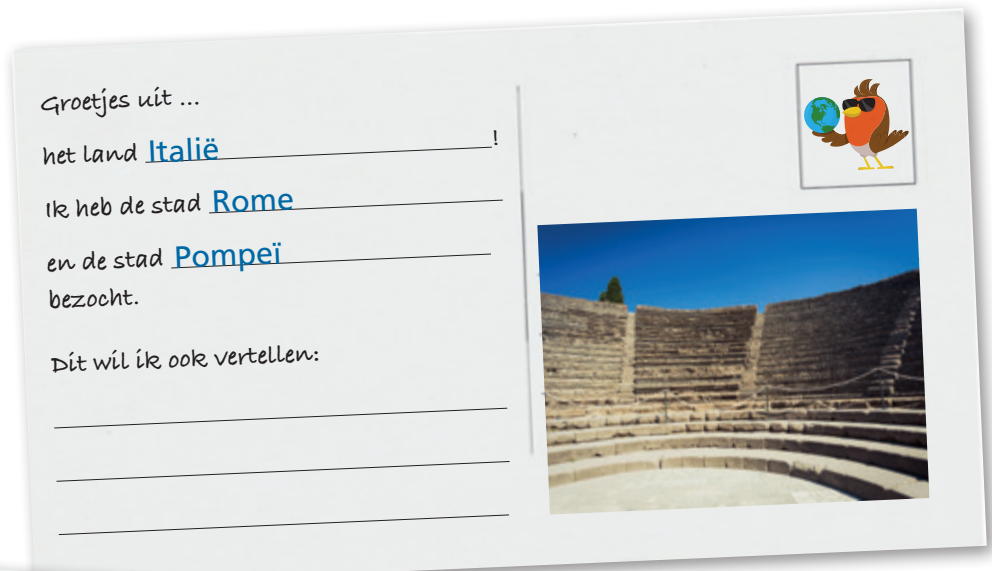 Groetjes uit ...
het land Italië !
Ik heb de stad Rome
en de stad Pompeï
bezocht.
Dit wil ik ook vertellen: